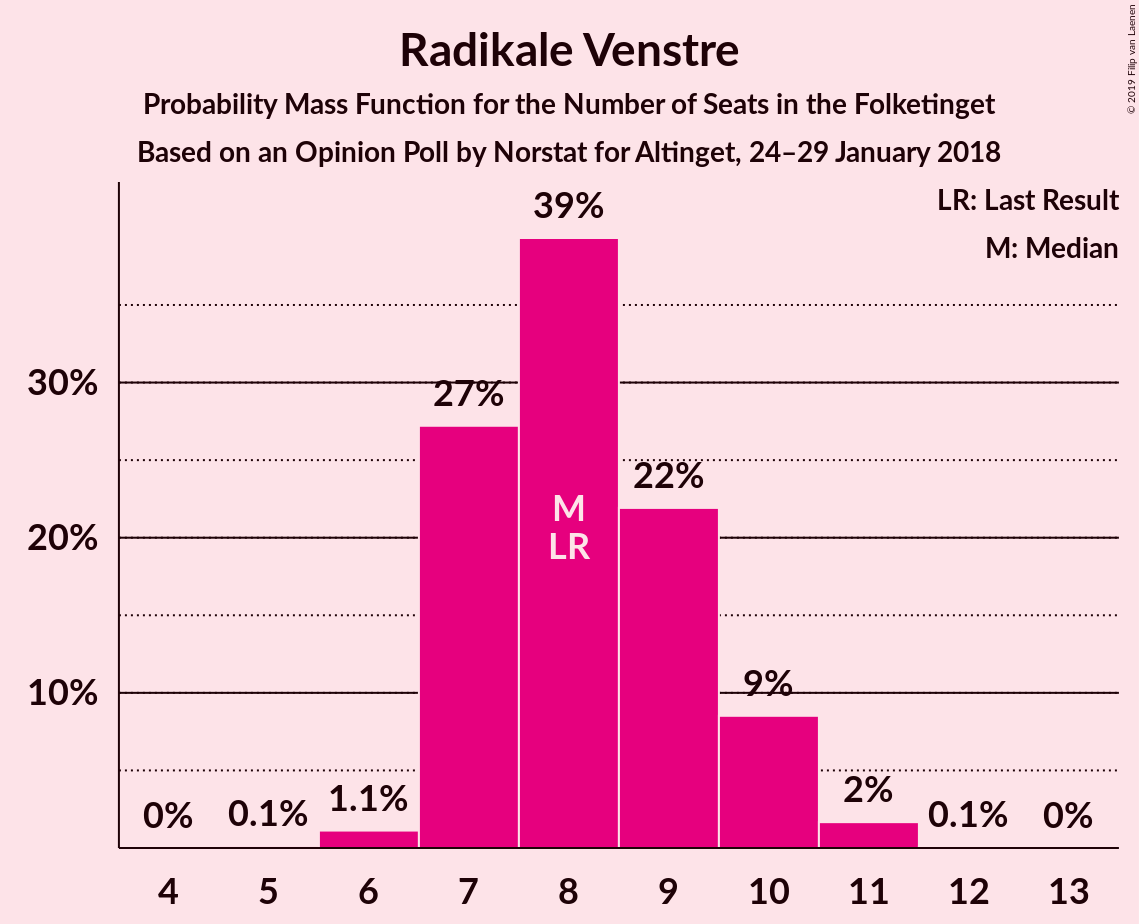 Radikale Venstre
Probability Mass Function for the Number of Seats in the Folketinget
Based on an Opinion Poll by Norstat for Altinget, 24–29 January 2018
© 2019 Filip van Laenen
LR: Last Result
M: Median
39%
30%
27%
22%
M
LR
20%
10%
9%
2%
1.1%
0%
0.1%
0.1%
0%
4 5 6 7 8 9 10 11 12 13